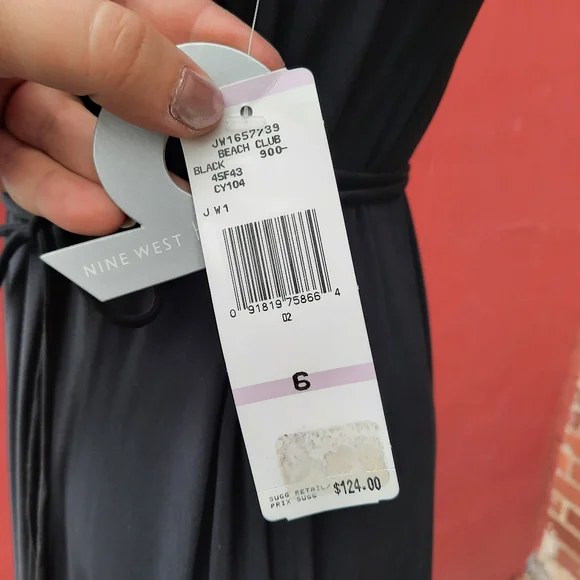 JW1657739
BEACH CLUB
BLACK 900-
4SF43
CY104
JW1
0 91819 75866 4
02
6
SUGG RETAIL/
PRIX SUGG $124.00
NINE WEST